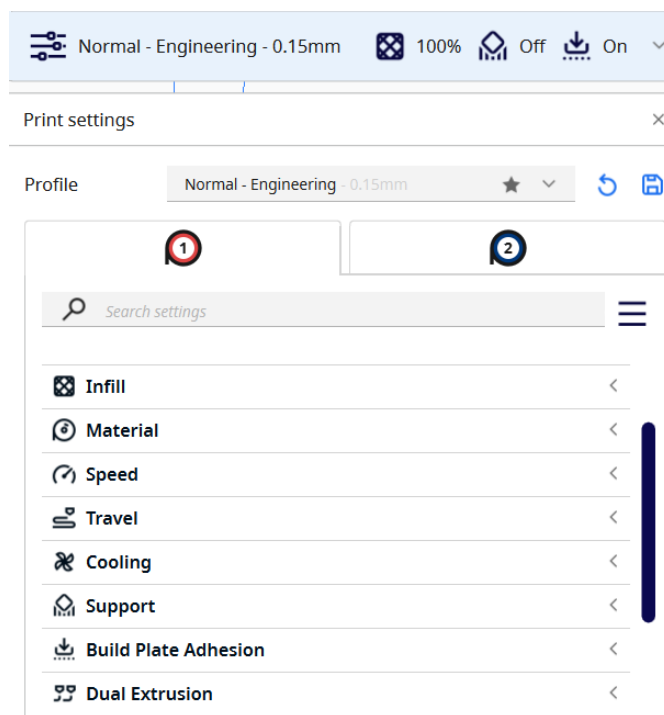 Normal - Engineering - 0.15mm 100% Off On
Print settings
Profile Normal - Engineering - 0.15mm
1 2
Search settings
Infill
Material
Speed
Travel
Cooling
Support
Build Plate Adhesion
Dual Extrusion